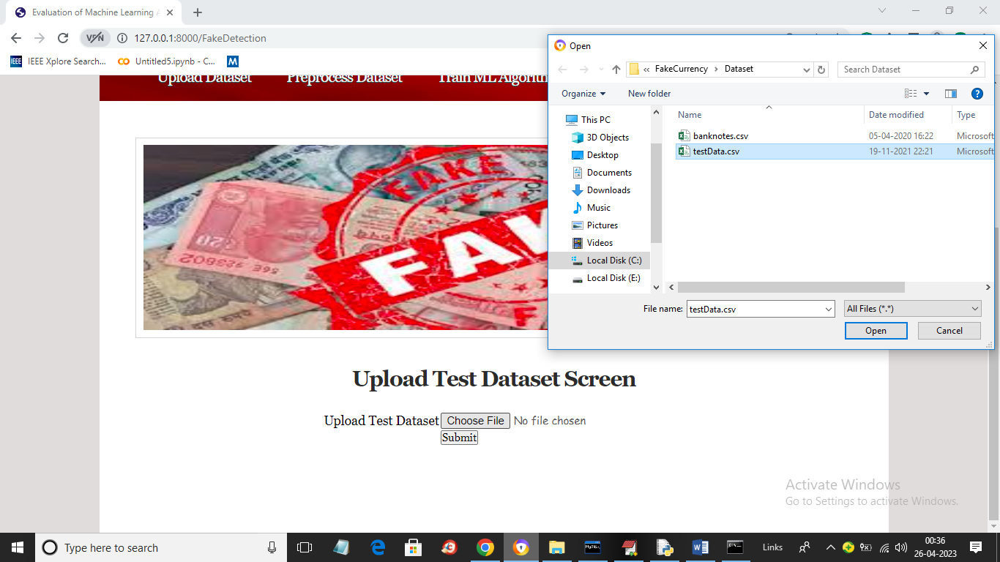 Evaluation of Machine Learning A
VPN
127.0.0.1:8000/FakeDetection
IEEE IEEE Xplore Search... Untitled5.ipynb - C... M
Upload Dataset Preprocess Dataset Train ML Algorithm
FAKE
Upload Test Dataset Screen
Upload Test Dataset Choose File No file chosen
Submit
Open
« FakeCurrency › Dataset
Search Dataset
Organize New folder
This PC
3D Objects
Desktop
Documents
Downloads
Music
Pictures
Videos
Local Disk (C:)
Local Disk (E:)
Name Date modified Type
banknotes.csv 05-04-2020 16:22 Microsoft
testData.csv 19-11-2021 22:21 Microsoft
File name: testData.csv All Files (*.*)
Open Cancel
Activate Windows
Go to Settings to activate Windows.
Type here to search
Links
00:36
26-04-2023